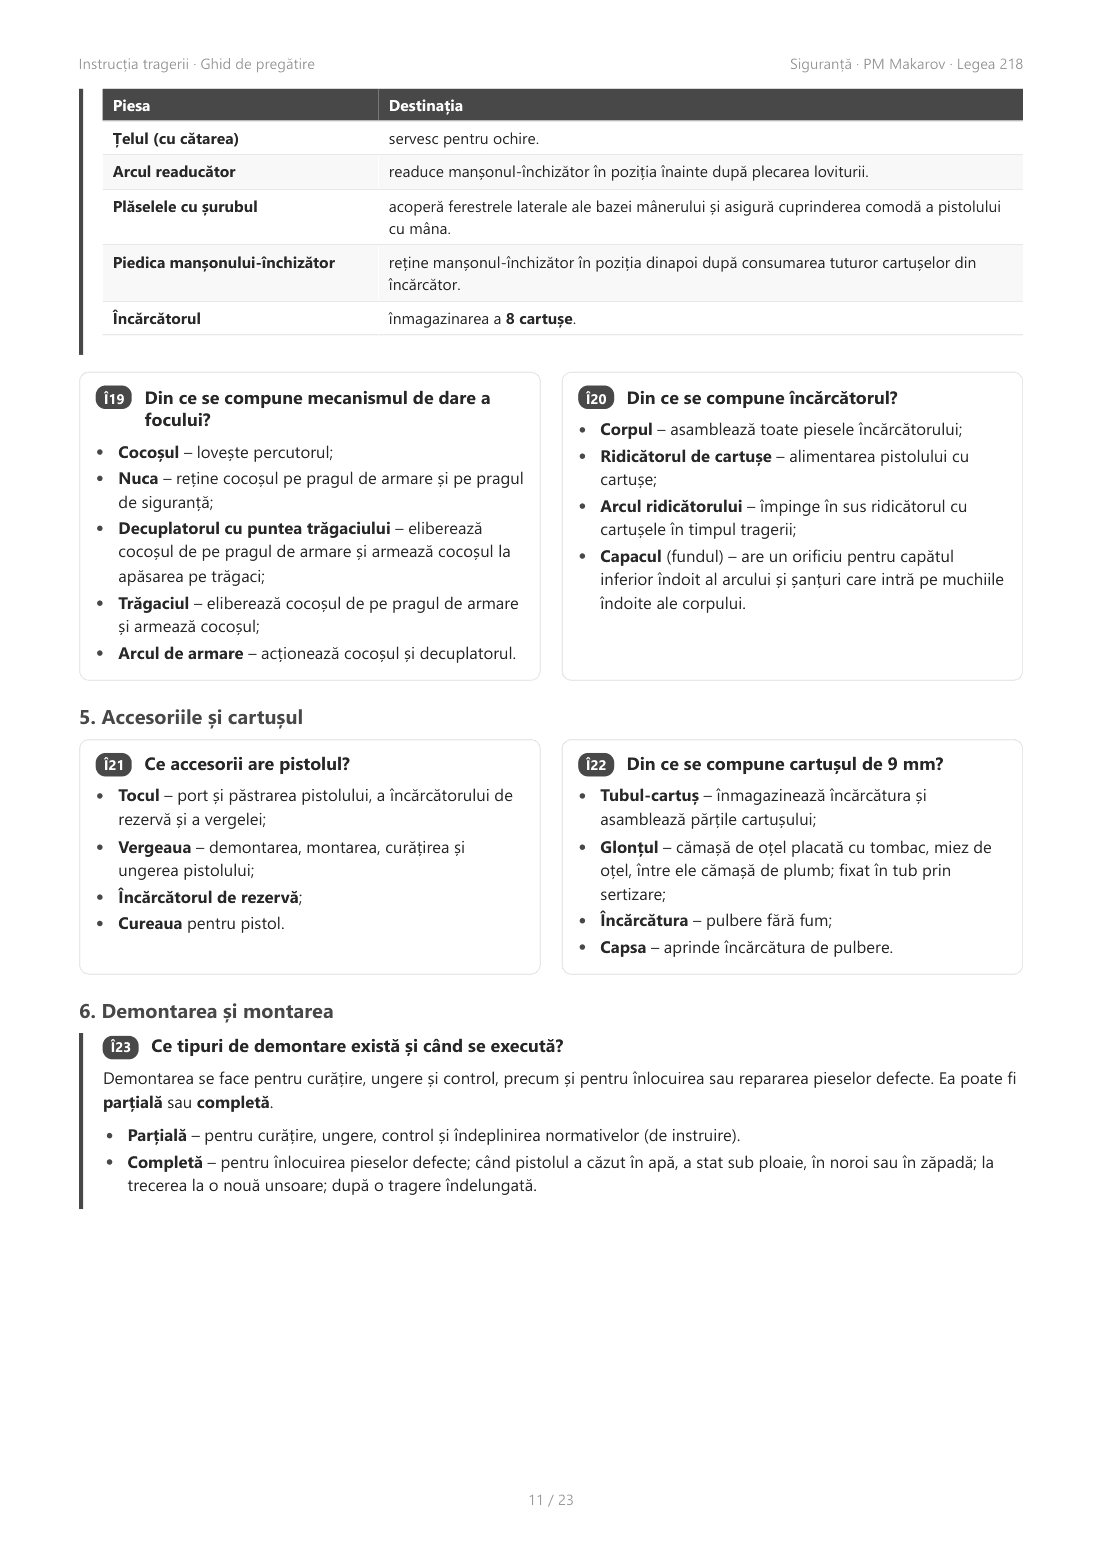 Instrucția tragerii · Ghid de pregătire
Siguranță · PM Makarov · Legea 218
Piesa Destinația
Țelul (cu cătarea) servesc pentru ochire.
Arcul readucător readuce manșonul-închizător în poziția înainte după plecarea loviturii.
Plăselele cu șurubul acoperă ferestrele laterale ale bazei mânerului și asigură cuprinderea comodă a pistolului
cu mâna.
Piedica manșonului-închizător reține manșonul-închizător în poziția dinapoi după consumarea tuturor cartușelor din
încărcător.
Încărcătorul înmagazinarea a 8 cartușe.
Î19 Din ce se compune mecanismul de dare a
focului?
• Cocoșul – lovește percutorul;
• Nuca – reține cocoșul pe pragul de armare și pe pragul
de siguranță;
• Decuplatorul cu puntea trăgaciului – eliberează
cocoșul de pe pragul de armare și armează cocoșul la
apăsarea pe trăgaci;
• Trăgaciul – eliberează cocoșul de pe pragul de armare
și armează cocoșul;
• Arcul de armare – acționează cocoșul și decuplatorul.
Î20 Din ce se compune încărcătorul?
• Corpul – asamblează toate piesele încărcătorului;
• Ridicătorul de cartușe – alimentarea pistolului cu
cartușe;
• Arcul ridicătorului – împinge în sus ridicătorul cu
cartușele în timpul tragerii;
• Capacul (fundul) – are un orificiu pentru capătul
inferior îndoit al arcului și șanțuri care intră pe muchiile
îndoite ale corpului.
5. Accesoriile și cartușul
Î21 Ce accesorii are pistolul?
• Tocul – port și păstrarea pistolului, a încărcătorului de
rezervă și a vergelei;
• Vergeaua – demontarea, montarea, curățirea și
ungerea pistolului;
• Încărcătorul de rezervă;
• Cureaua pentru pistol.
Î22 Din ce se compune cartușul de 9 mm?
• Tubul-cartuș – înmagazinează încărcătura și
asamblează părțile cartușului;
• Glonțul – cămașă de oțel placată cu tombac, miez de
oțel, între ele cămașă de plumb; fixat în tub prin
sertizare;
• Încărcătura – pulbere fără fum;
• Capsa – aprinde încărcătura de pulbere.
6. Demontarea și montarea
Î23 Ce tipuri de demontare există și când se execută?
Demontarea se face pentru curățire, ungere și control, precum și pentru înlocuirea sau repararea pieselor defecte. Ea poate fi
parțială sau completă.
• Parțială – pentru curățire, ungere, control și îndeplinirea normativelor (de instruire).
• Completă – pentru înlocuirea pieselor defecte; când pistolul a căzut în apă, a stat sub ploaie, în noroi sau în zăpadă; la
trecerea la o nouă unsoare; după o tragere îndelungată.
11 / 23